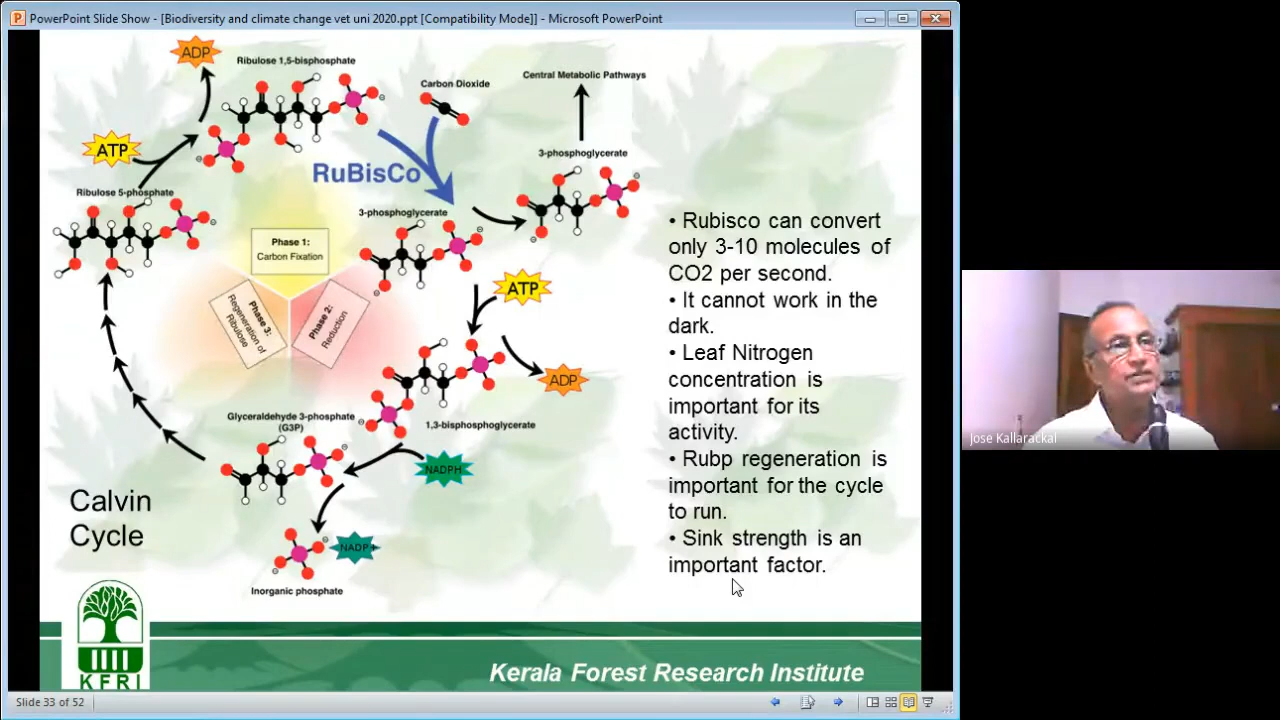 PowerPoint Slide Show - [Biodiversity and climate change vet uni 2020.ppt [Compatibility Mode]] - Microsoft PowerPoint
ADP
Ribulose 1,5-bisphosphate
Carbon Dioxide
Central Metabolic Pathways
ATP
RuBisCo
3-phosphoglycerate
Ribulose 5-phosphate
3-phosphoglycerate
Phase 1:
Carbon Fixation
Phase 3:
Regeneration of
Ribulose
Phase 2:
Reduction
ATP
ADP
Glyceraldehyde 3-phosphate
(G3P)
1,3-bisphosphoglycerate
NADPH
NADP+
Inorganic phosphate
Calvin
Cycle
• Rubisco can convert
only 3-10 molecules of
CO2 per second.
• It cannot work in the
dark.
• Leaf Nitrogen
concentration is
important for its
activity.
• Rubp regeneration is
important for the cycle
to run.
• Sink strength is an
important factor.
Jose Kallarackal
KFRI
Kerala Forest Research Institute
Slide 33 of 52